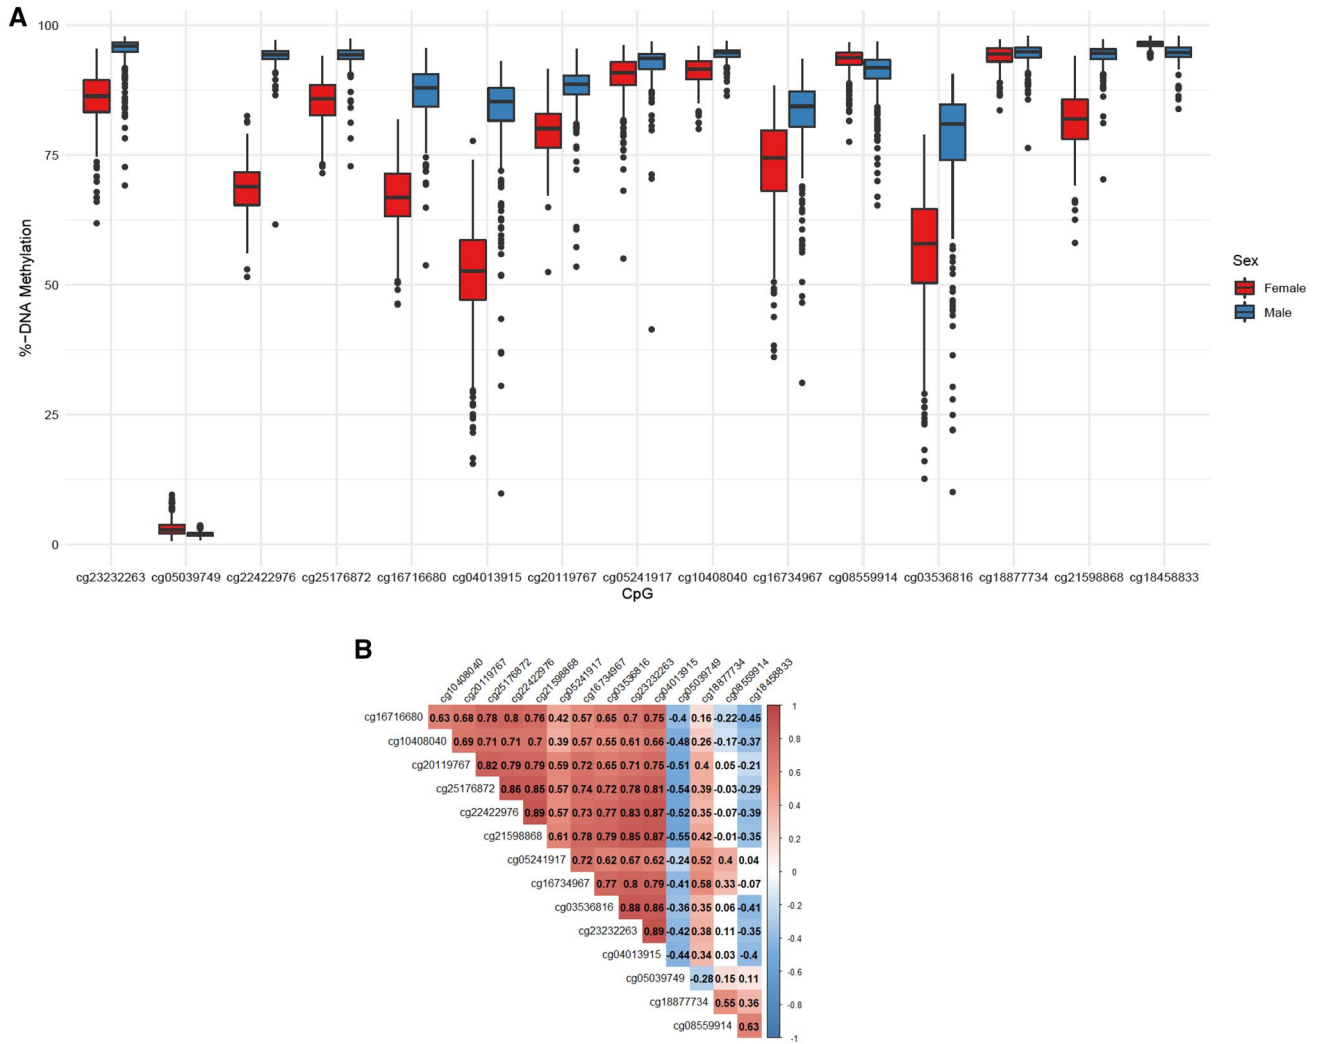 A
100
75
50
25
0
%−DNA Methylation
cg23232263 cg05039749 cg22422976 cg25176872 cg16716680 cg04013915 cg20119767 cg05241917 cg10408040 cg16734967 cg08559914 cg03536816 cg18877734 cg21598868 cg18458833
CpG
Sex
Female
Male
B
cg10408040 cg20119767 cg25176872 cg22422976 cg21598868 cg05241917 cg16734967 cg03536816 cg23232263 cg04013915 cg05039749 cg18877734 cg08559914 cg18458833
cg16716680 0.63 0.68 0.78 0.8 0.76 0.42 0.57 0.65 0.7 0.75 -0.4 0.16 -0.22 -0.45
cg10408040 0.69 0.71 0.71 0.7 0.39 0.57 0.55 0.61 0.66 -0.48 0.26 -0.17 -0.37
cg20119767 0.82 0.79 0.79 0.59 0.72 0.65 0.71 0.75 -0.51 0.4 0.05 -0.21
cg25176872 0.86 0.85 0.57 0.74 0.72 0.78 0.81 -0.54 0.39 -0.03 -0.29
cg22422976 0.89 0.57 0.73 0.77 0.83 0.87 -0.52 0.35 -0.07 -0.39
cg21598868 0.61 0.78 0.79 0.85 0.87 -0.55 0.42 -0.01 -0.35
cg05241917 0.72 0.62 0.67 0.62 -0.24 0.52 0.4 0.04
cg16734967 0.77 0.8 0.79 -0.41 0.58 0.33 -0.07
cg03536816 0.88 0.86 -0.36 0.35 0.06 -0.41
cg23232263 0.89 -0.42 0.38 0.11 -0.35
cg04013915 -0.44 0.34 0.03 -0.4
cg05039749 -0.28 0.15 0.11
cg18877734 0.55 0.36
cg08559914 0.63
1
0.8
0.6
0.4
0.2
0
-0.2
-0.4
-0.6
-0.8
-1